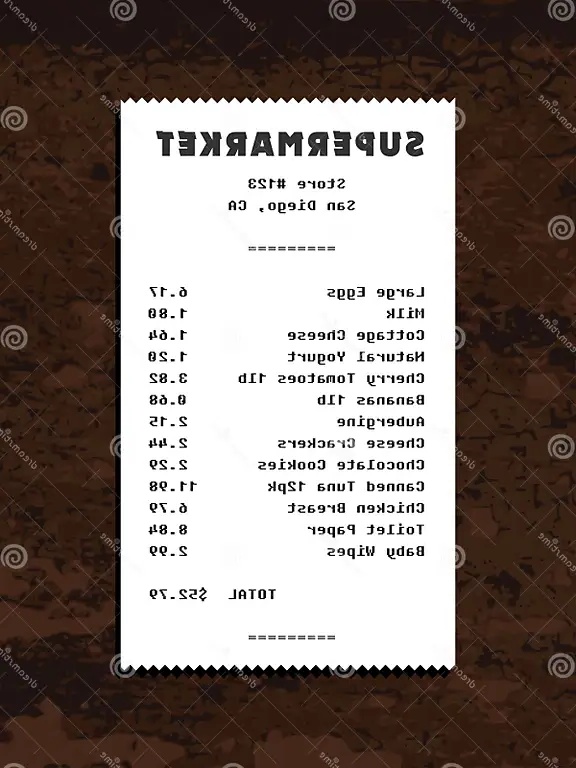 SUPERMARKET
Store #123
San Diego, CA
=========
Large Eggs 6.17
Milk 1.80
Cottage Cheese 1.64
Natural Yogurt 1.20
Cherry Tomatoes 1lb 3.82
Bananas 1lb 0.68
Aubergine 2.15
Cheese Crackers 2.44
Chocolate Cookies 2.29
Canned Tuna 12pk 11.98
Chicken Breast 6.79
Toilet Paper 8.84
Baby Wipes 2.99
TOTAL $52.79
=========